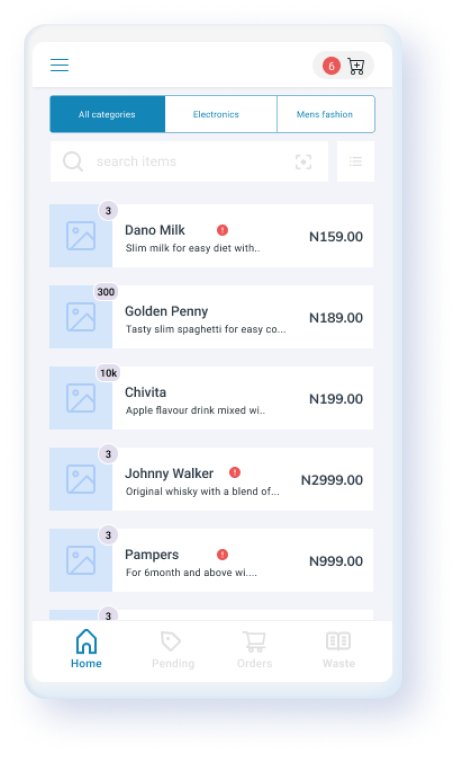 6
All categories
Electronics
Mens fashion
search items
3
Dano Milk
Slim milk for easy diet with..
N159.00
300
Golden Penny
Tasty slim spaghetti for easy co...
N189.00
10k
Chivita
Apple flavour drink mixed wi..
N199.00
3
Johnny Walker
Original whisky with a blend of...
N2999.00
3
Pampers
For 6month and above wi....
N999.00
3
Home
Pending
Orders
Waste